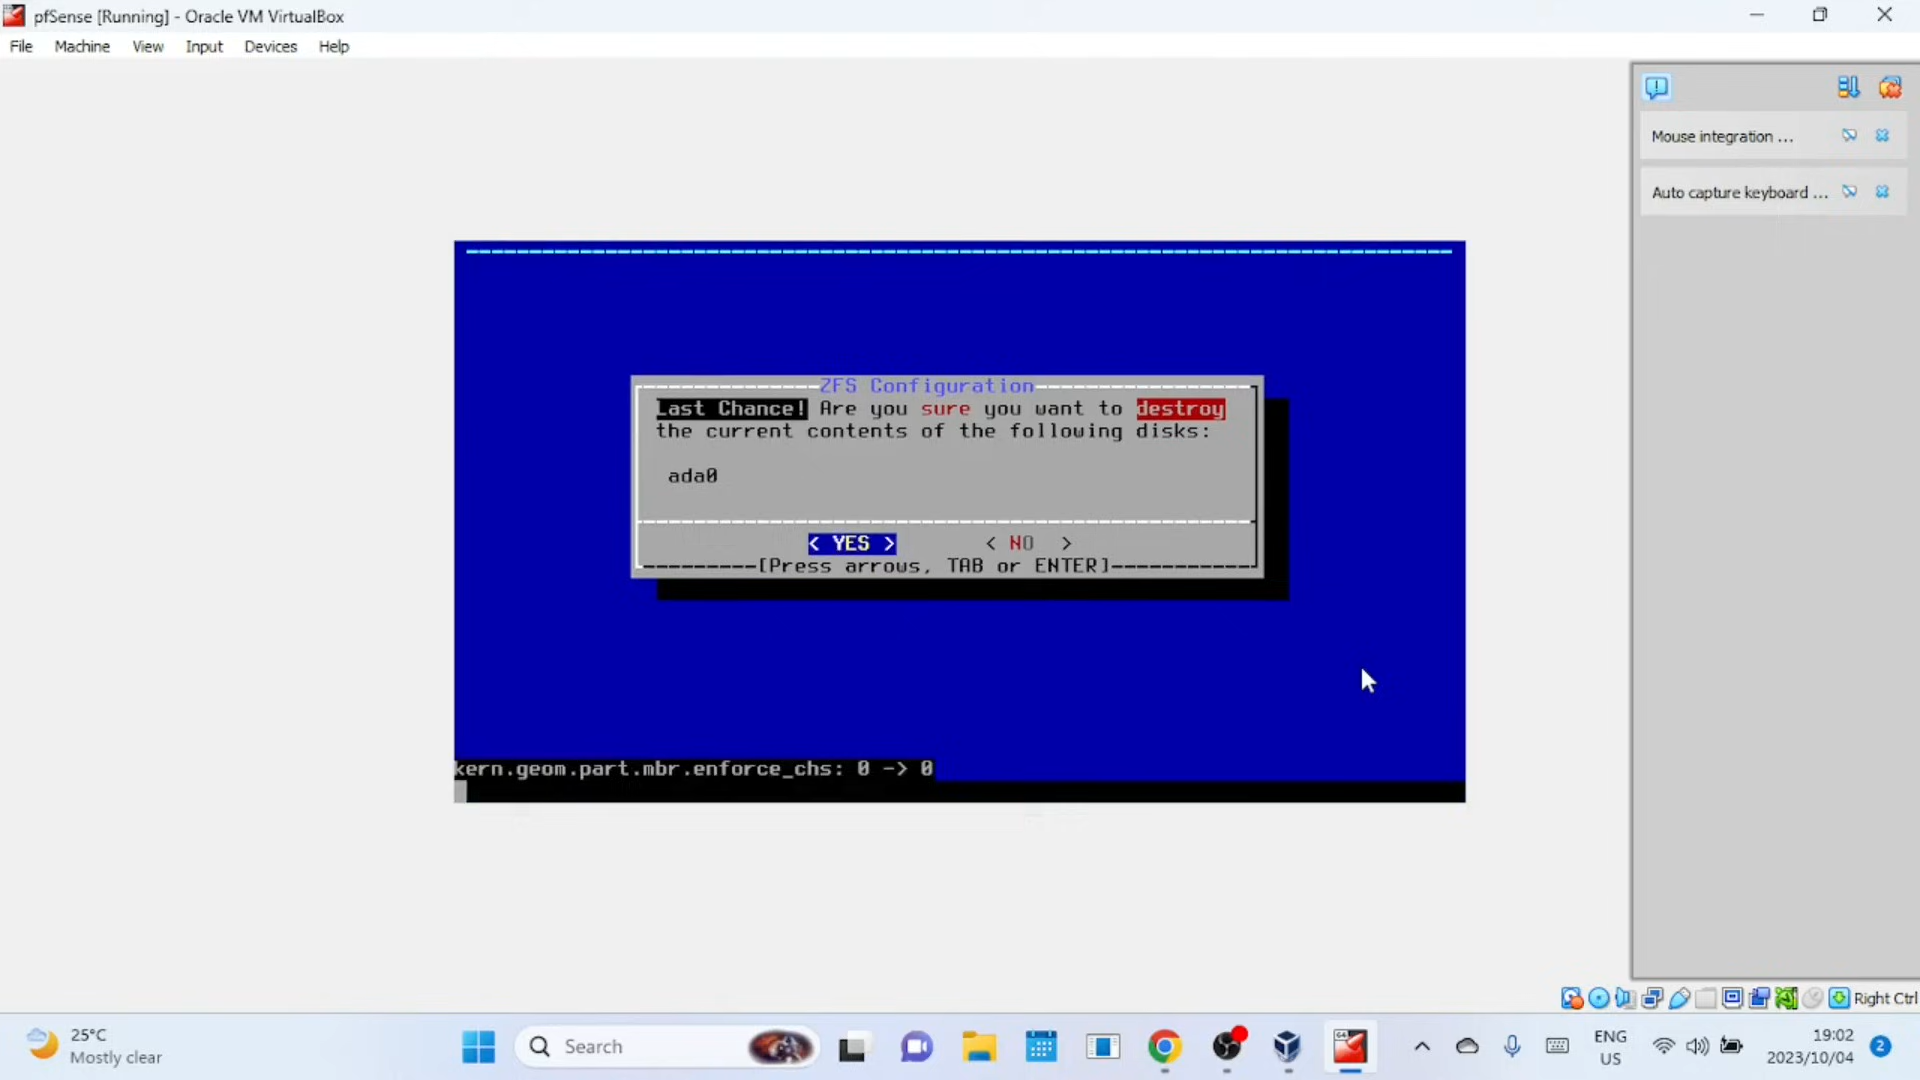 pfSense [Running] - Oracle VM VirtualBox
File Machine View Input Devices Help
Mouse integration ...
Auto capture keyboard ...
ZFS Configuration
Last Chance! Are you sure you want to destroy
the current contents of the following disks:
ada0
< YES > < NO >
[Press arrows, TAB or ENTER]
kern.geom.part.mbr.enforce_chs: 0 -> 0
Right Ctrl
25°C
Mostly clear
Search
64
ENG
US
19:02
2023/10/04
2